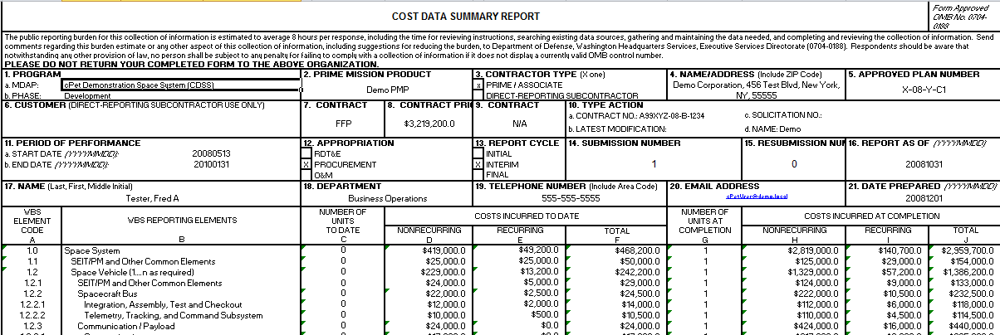 COST DATA SUMMARY REPORT
Form Approved
OMB No. 0704-
0188
The public reporting burden for this collection of information is estimated to average 8 hours per response, including the time for reviewing instructions, searching existing data sources, gathering and maintaining the data needed, and completing and reviewing the collection of information. Send
comments regarding this burden estimate or any other aspect of this collection of information, including suggestions for reducing the burden, to Department of Defense, Washington Headquarters Services, Executive Services Directorate (0704-0188). Respondents should be aware that
notwithstanding any other provision of law, no person shall be subject to any penalty for failing to comply with a collection of information if it does not display a currently valid OMB control number.
PLEASE DO NOT RETURN YOUR COMPLETED FORM TO THE ABOVE ORGANIZATION.
1. PROGRAM
a. MDAP: cPet Demonstration Space System (CDSS)
b. PHASE: Development
2. PRIME MISSION PRODUCT
Demo PMP
3. CONTRACTOR TYPE (X one)
x PRIME / ASSOCIATE
DIRECT-REPORTING SUBCONTRACTOR
4. NAME/ADDRESS (Include ZIP Code)
Demo Corporation, 456 Test Blvd, New York,
NY, 55555
5. APPROVED PLAN NUMBER
X-08-Y-C1
6. CUSTOMER (DIRECT-REPORTING SUBCONTRACTOR USE ONLY)
7. CONTRACT
FFP
8. CONTRACT PRI
$3,219,200.0
9. CONTRACT
N/A
10. TYPE ACTION
a. CONTRACT NO.: A99XYZ-08-B-1234
c. SOLICITATION NO.:
b. LATEST MODIFICATION:
d. NAME: Demo
11. PERIOD OF PERFORMANCE
a. START DATE (YYYYMMDD): 20080513
b. END DATE (YYYYMMDD): 20100131
12. APPROPRIATION
RDT&E
X PROCUREMENT
O&M
13. REPORT CYCLE
INITIAL
X INTERIM
FINAL
14. SUBMISSION NUMBER
1
15. RESUBMISSION NUM
0
16. REPORT AS OF (YYYYMMDD)
20081031
17. NAME (Last, First, Middle Initial)
Tester, Fred A
18. DEPARTMENT
Business Operations
19. TELEPHONE NUMBER (Include Area Code)
555-555-5555
20. EMAIL ADDRESS
cPetUser@demo.local
21. DATE PREPARED (YYYYMMDD)
20081201
WBS
ELEMENT
CODE
A
WBS REPORTING ELEMENTS
B
NUMBER OF
UNITS
TO DATE
C
COSTS INCURRED TO DATE
NONRECURRING
D
RECURRING
E
TOTAL
F
NUMBER OF
UNITS AT
COMPLETION
G
COSTS INCURRED AT COMPLETION
NONRECURRING
H
RECURRING
I
TOTAL
J
1.0 Space System 0 $419,000.0 $49,200.0 $468,200.0 1 $2,819,000.0 $140,700.0 $2,959,700.0
1.1 SEIT/PM and Other Common Elements 0 $25,000.0 $25,000.0 $50,000.0 1 $125,000.0 $29,000.0 $154,000.0
1.2 Space Vehicle (1....n as required) 0 $229,000.0 $13,200.0 $242,200.0 1 $1,329,000.0 $57,200.0 $1,386,200.0
1.2.1 SEIT/PM and Other Common Elements 0 $24,000.0 $5,000.0 $29,000.0 1 $124,000.0 $9,000.0 $133,000.0
1.2.2 Spacecraft Bus 0 $22,000.0 $2,500.0 $24,500.0 1 $222,000.0 $10,500.0 $232,500.0
1.2.2.1 Integration, Assembly, Test and Checkout 0 $12,000.0 $2,000.0 $14,000.0 1 $112,000.0 $6,000.0 $118,000.0
1.2.2.2 Telemetry, Tracking, and Command Subsystem 0 $10,000.0 $500.0 $10,500.0 1 $110,000.0 $4,500.0 $114,500.0
1.2.3 Communication / Payload 0 $24,000.0 $0.0 $24,000.0 1 $424,000.0 $16,000.0 $440,000.0